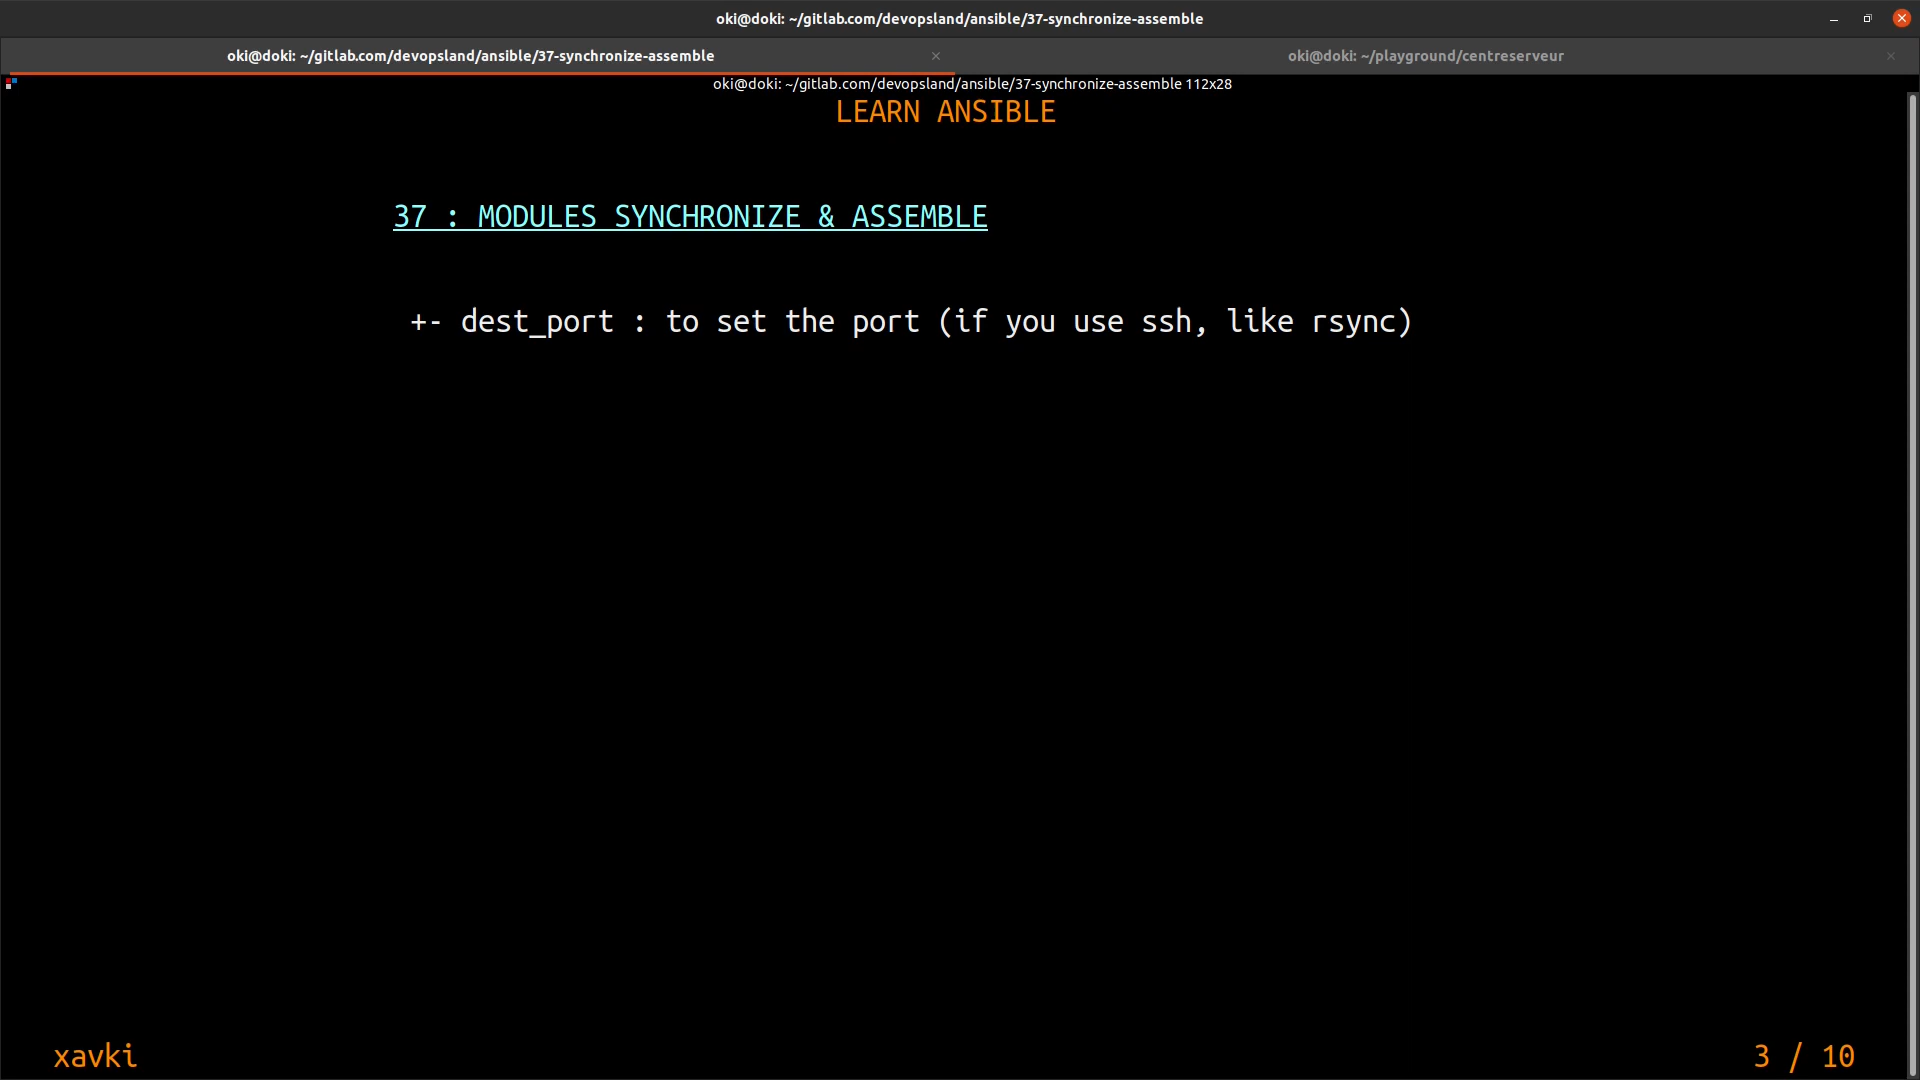 oki@doki: ~/gitlab.com/devopsland/ansible/37-synchronize-assemble
oki@doki: ~/gitlab.com/devopsland/ansible/37-synchronize-assemble
oki@doki: ~/playground/centreserveur
oki@doki: ~/gitlab.com/devopsland/ansible/37-synchronize-assemble 112x28
LEARN ANSIBLE
37 : MODULES SYNCHRONIZE & ASSEMBLE
+- dest_port : to set the port (if you use ssh, like rsync)
xavki
3 / 10